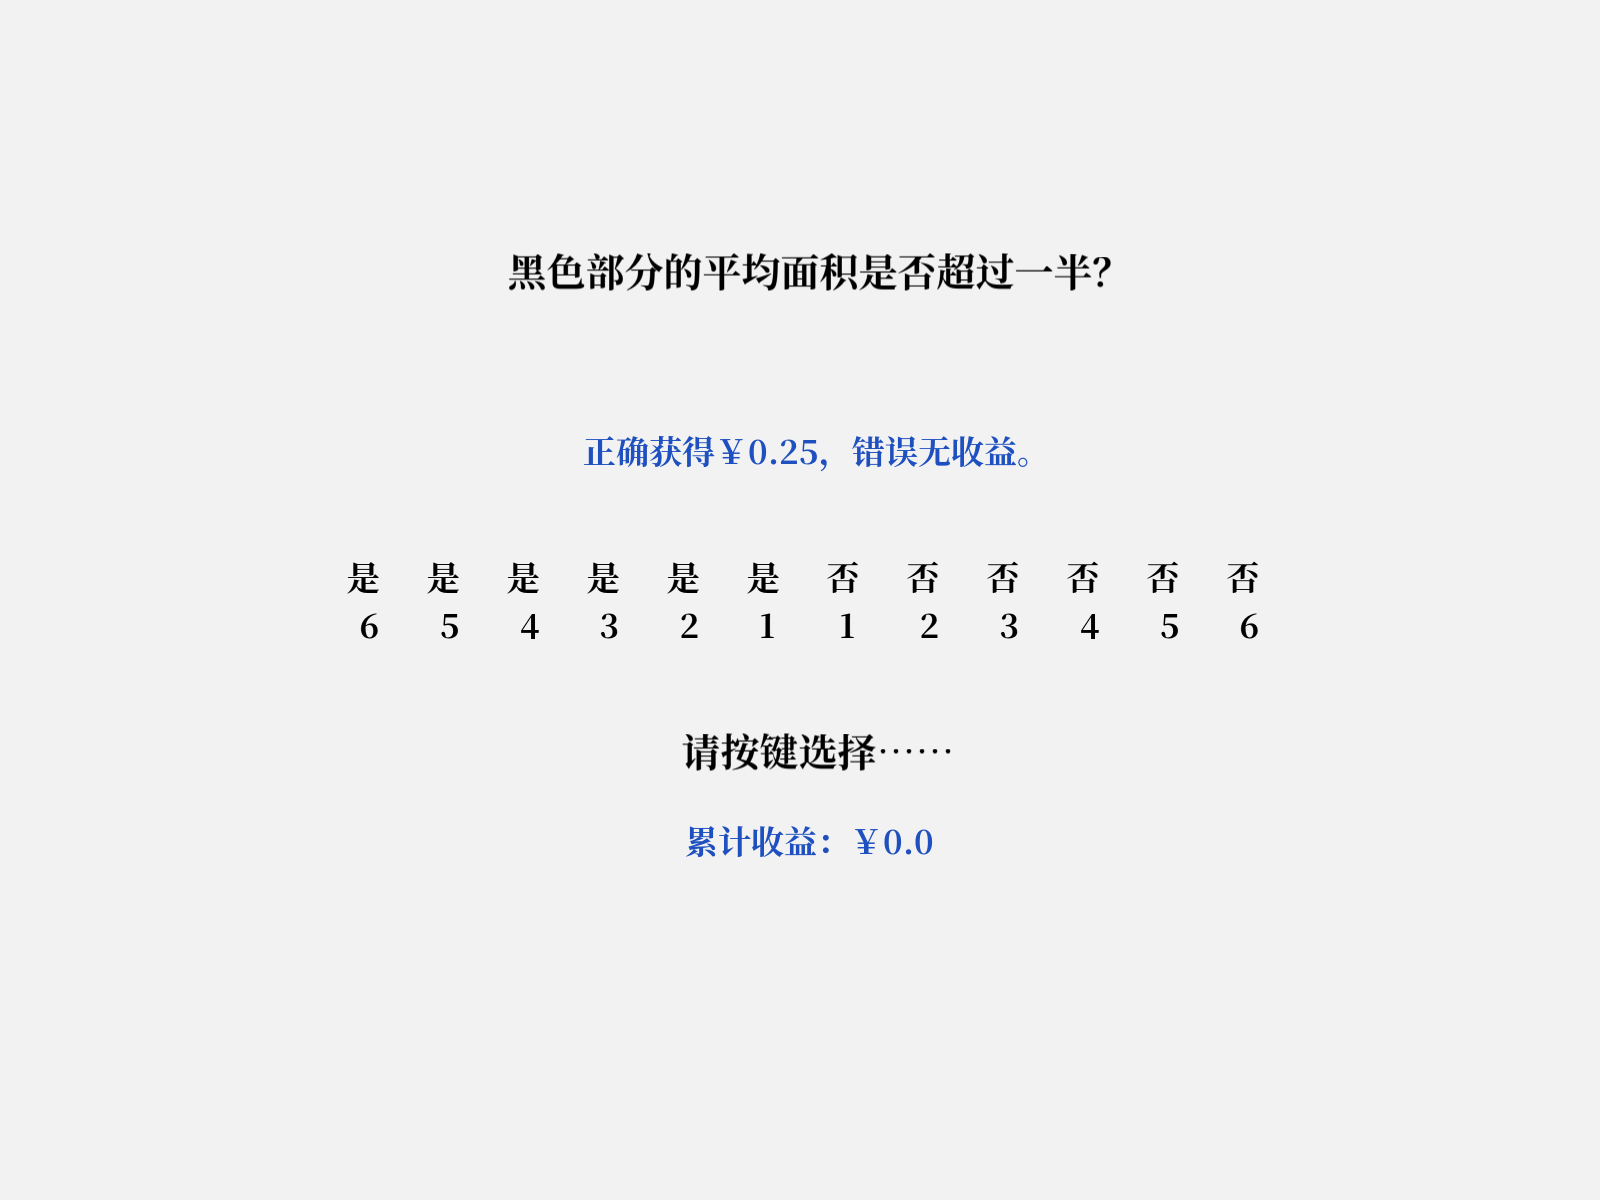 黑色部分的平均面积是否超过一半？
正确获得￥0.25，错误无收益。
是 是 是 是 是 是 否 否 否 否 否 否
6 5 4 3 2 1 1 2 3 4 5 6
请按键选择……
累计收益：￥0.0